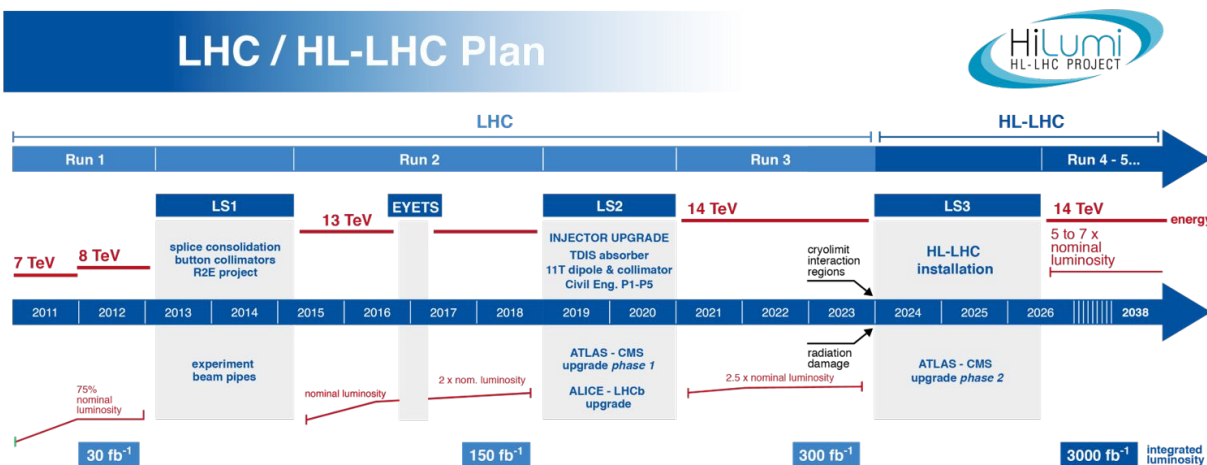 LHC / HL-LHC Plan
HiLumi
HL-LHC PROJECT
LHC
HL-LHC
Run 1
Run 2
Run 3
Run 4 - 5...
LS1
EYETS
LS2
LS3
13 TeV
14 TeV
14 TeV
energy
splice consolidation
button collimators
R2E project
INJECTOR UPGRADE
TDIS absorber
11T dipole & collimator
Civil Eng. P1-P5
cryolimit
interaction
regions
HL-LHC
installation
5 to 7 x
nominal
luminosity
7 TeV
8 TeV
2011
2012
2013
2014
2015
2016
2017
2018
2019
2020
2021
2022
2023
2024
2025
2026
2038
experiment
beam pipes
ATLAS - CMS
upgrade phase 1
ALICE - LHCb
upgrade
radiation
damage
ATLAS - CMS
upgrade phase 2
75%
nominal
luminosity
nominal luminosity
2 x nom. luminosity
2.5 x nominal luminosity
30 fb⁻¹
150 fb⁻¹
300 fb⁻¹
3000 fb⁻¹
integrated
luminosity